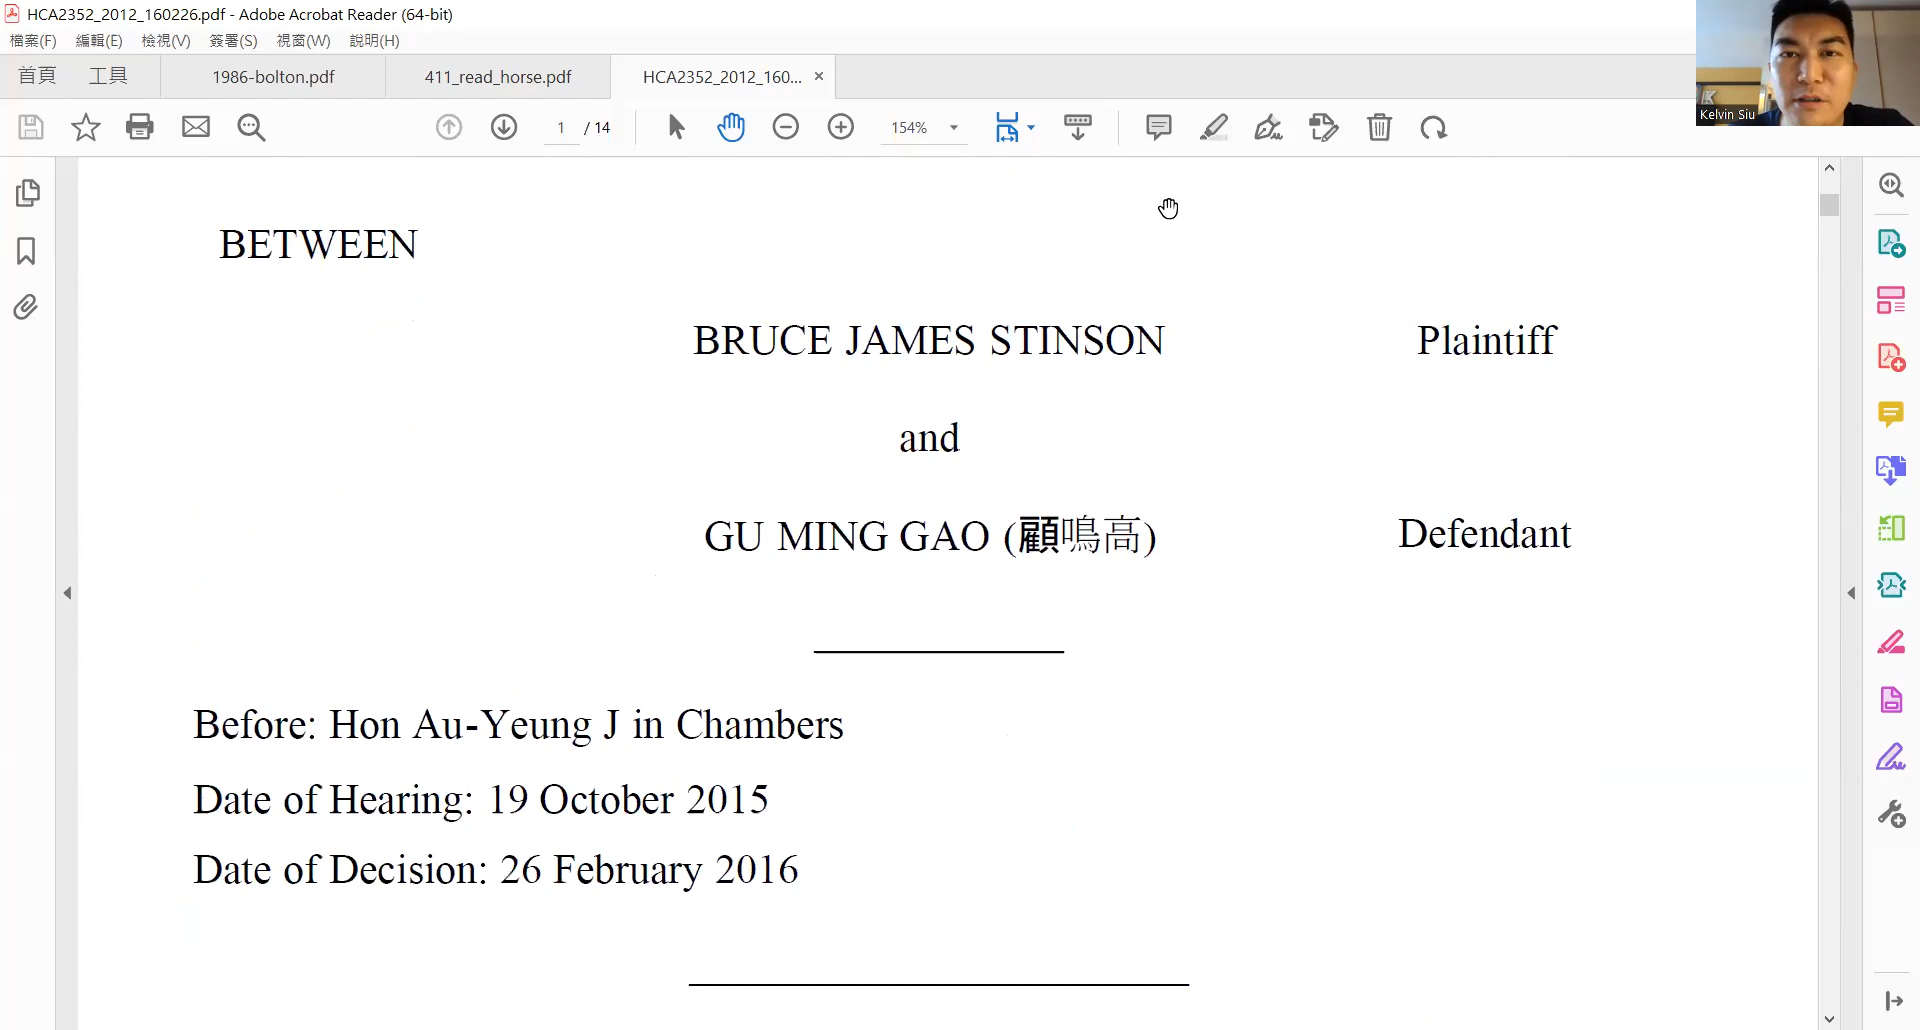 HCA2352_2012_160226.pdf - Adobe Acrobat Reader (64-bit)
檔案(F) 編輯(E) 檢視(V) 簽署(S) 視窗(W) 說明(H)
首頁 工具 1986-bolton.pdf 411_read_horse.pdf HCA2352_2012_160... ×
1 / 14 154%
Kelvin Siu
BETWEEN
BRUCE JAMES STINSON Plaintiff
and
GU MING GAO (顧鳴高) Defendant
Before: Hon Au-Yeung J in Chambers
Date of Hearing: 19 October 2015
Date of Decision: 26 February 2016